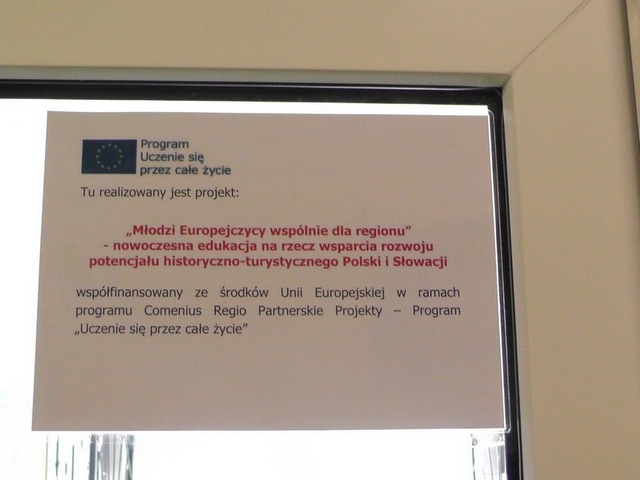 Program
Uczenie się
przez całe życie
Tu realizowany jest projekt:
„Młodzi Europejczycy wspólnie dla regionu”
- nowoczesna edukacja na rzecz wsparcia rozwoju
potencjału historyczno-turystycznego Polski i Słowacji
współfinansowany ze środków Unii Europejskiej w ramach
programu Comenius Regio Partnerskie Projekty – Program
„Uczenie się przez całe życie”